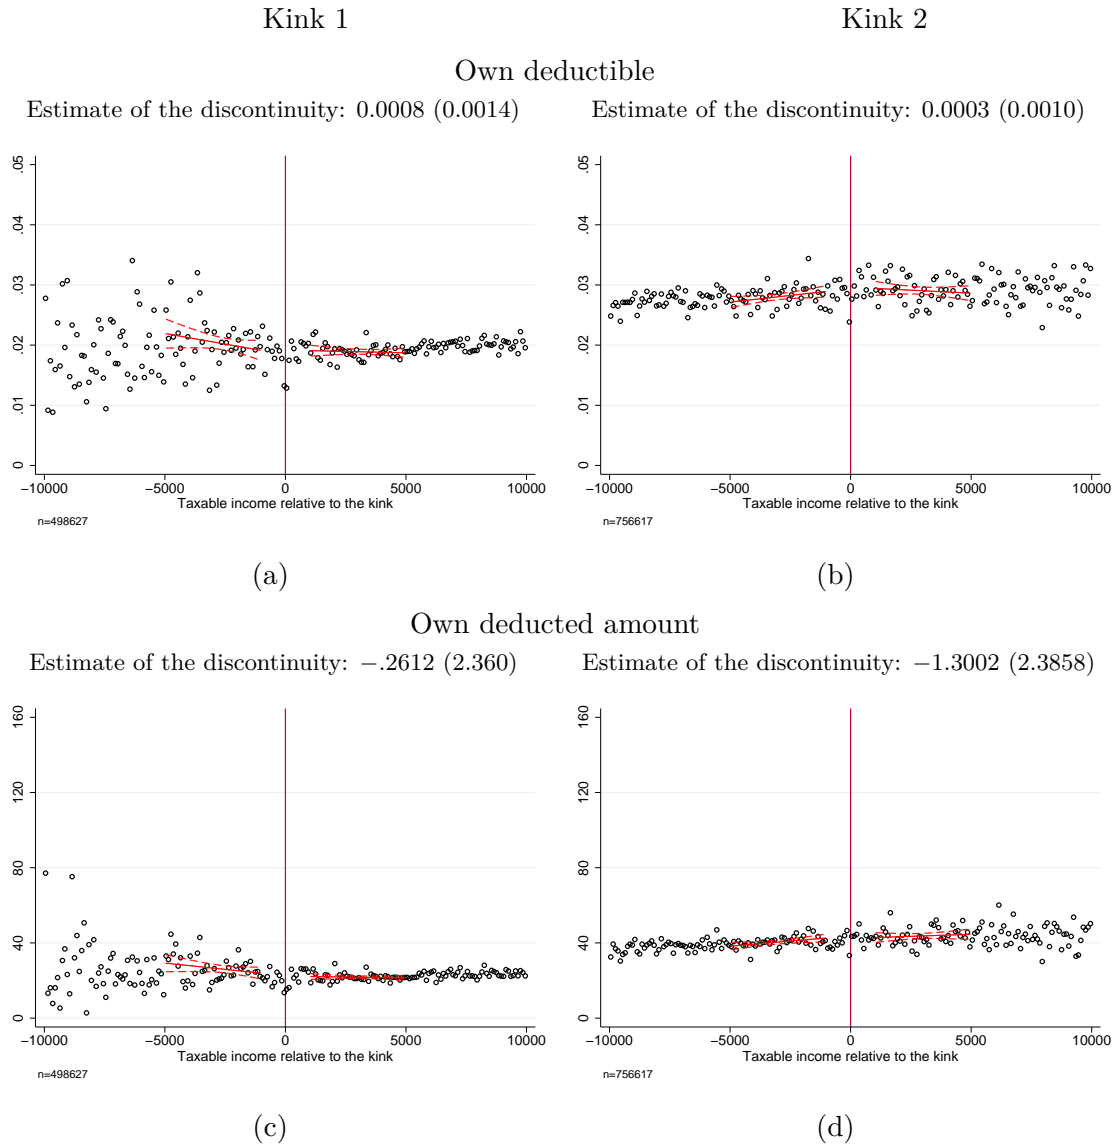 Kink 1 Kink 2
Own deductible
Estimate of the discontinuity: 0.0008 (0.0014) Estimate of the discontinuity: 0.0003 (0.0010)
.05 .05
.04 .04
.03 .03
.02 .02
.01 .01
0 0
−10000 −5000 0 5000 10000 −10000 −5000 0 5000 10000
Taxable income relative to the kink Taxable income relative to the kink
n=498627 n=756617
(a) (b)
Own deducted amount
Estimate of the discontinuity: −.2612 (2.360) Estimate of the discontinuity: −1.3002 (2.3858)
160 160
120 120
80 80
40 40
0 0
−10000 −5000 0 5000 10000 −10000 −5000 0 5000 10000
Taxable income relative to the kink Taxable income relative to the kink
n=498627 n=756617
(c) (d)